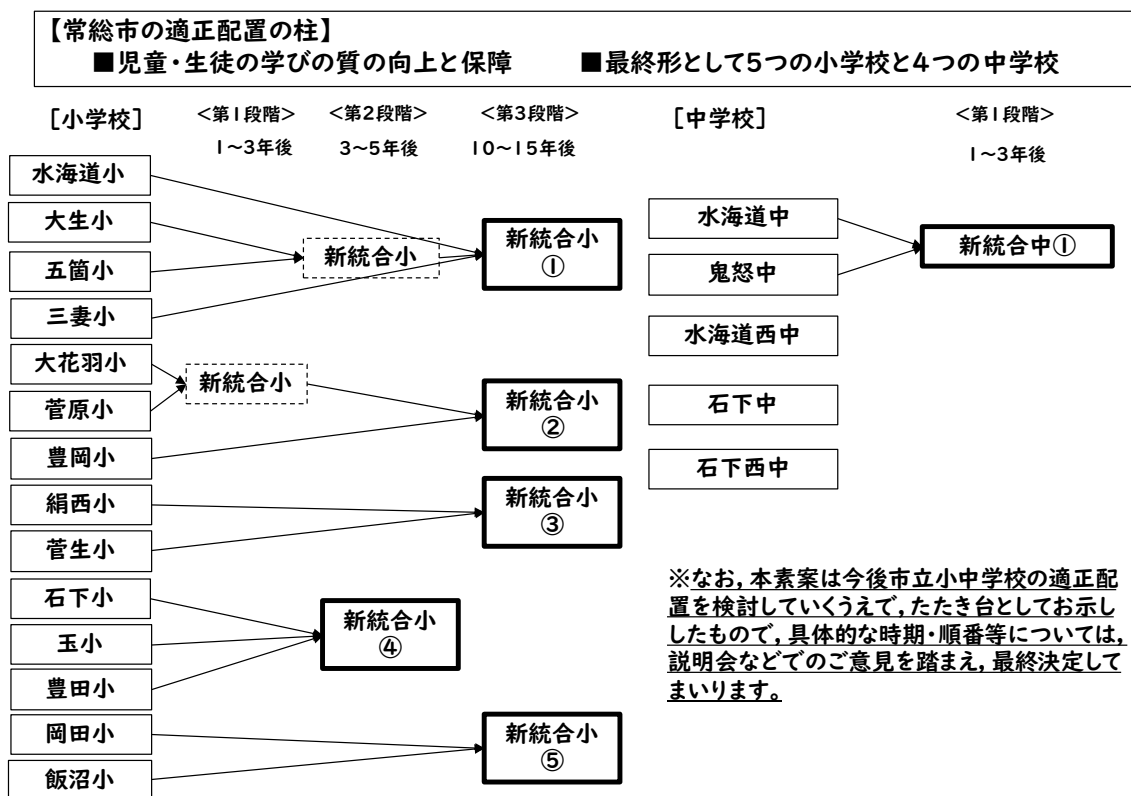 【常総市の適正配置の柱】
■児童・生徒の学びの質の向上と保障　■最終形として5つの小学校と4つの中学校
［小学校］
＜第1段階＞
1～3年後
＜第2段階＞
3～5年後
＜第3段階＞
10～15年後
水海道小
大生小
五箇小
三妻小
大花羽小
菅原小
豊岡小
絹西小
菅生小
石下小
玉小
豊田小
岡田小
飯沼小
新統合小
新統合小
新統合小
①
新統合小
②
新統合小
③
新統合小
④
新統合小
⑤
［中学校］
＜第1段階＞
1～3年後
水海道中
鬼怒中
水海道西中
石下中
石下西中
新統合中①
※なお,本素案は今後市立小中学校の適正配
置を検討していくうえで,たたき台としてお示し
したもので,具体的な時期・順番等については,
説明会などでのご意見を踏まえ,最終決定して
まいります。